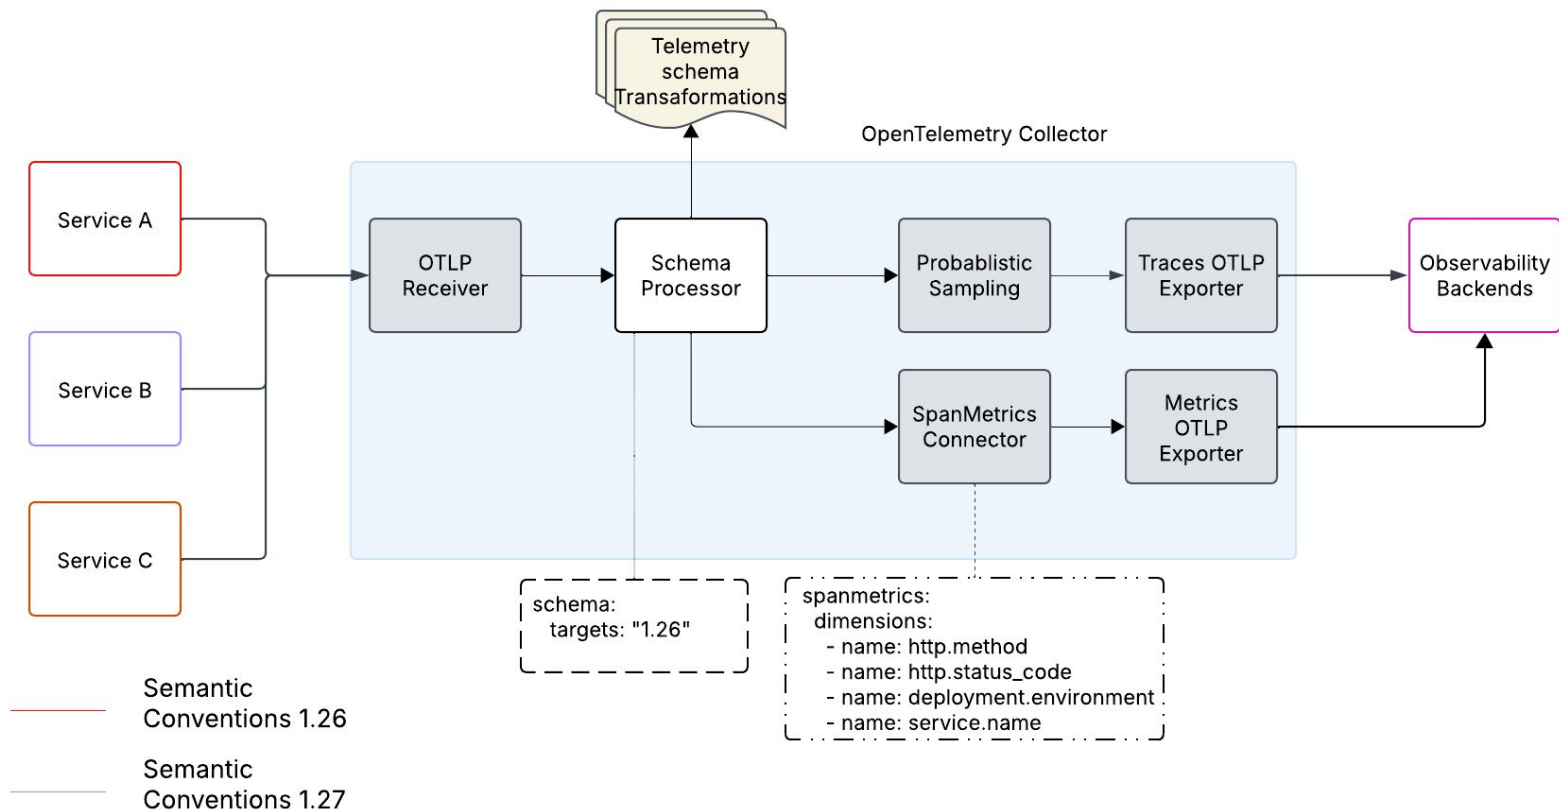 Telemetry
schema
Transaformations
OpenTelemetry Collector
Service A
OTLP
Receiver
Schema
Processor
Probablistic
Sampling
Traces OTLP
Exporter
Observability
Backends
Service B
SpanMetrics
Connector
Metrics
OTLP
Exporter
Service C
schema:
targets: "1.26"
spanmetrics:
dimensions:
- name: http.method
- name: http.status_code
- name: deployment.environment
- name: service.name
Semantic
Conventions 1.26
Semantic
Conventions 1.27